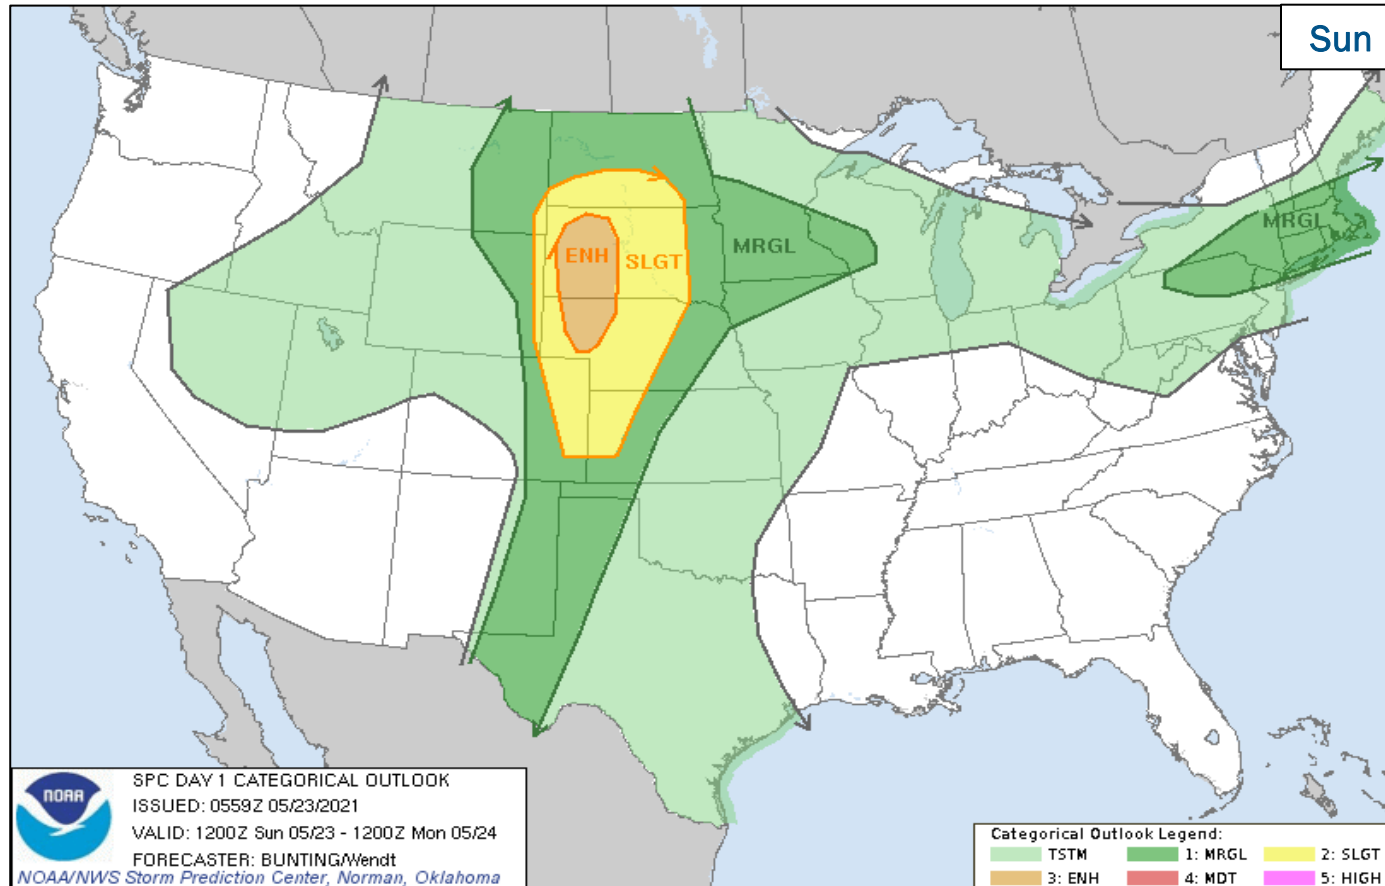 Sun
MRGL
ENH
SLGT
MRGL
NOAA
SPC DAY 1 CATEGORICAL OUTLOOK
ISSUED: 0559Z 05/23/2021
VALID: 1200Z Sun 05/23 - 1200Z Mon 05/24
FORECASTER: BUNTING/Wendt
NOAA/NWS Storm Prediction Center, Norman, Oklahoma
Categorical Outlook Legend:
TSTM 1: MRGL 2: SLGT
3: ENH 4: MDT 5: HIGH